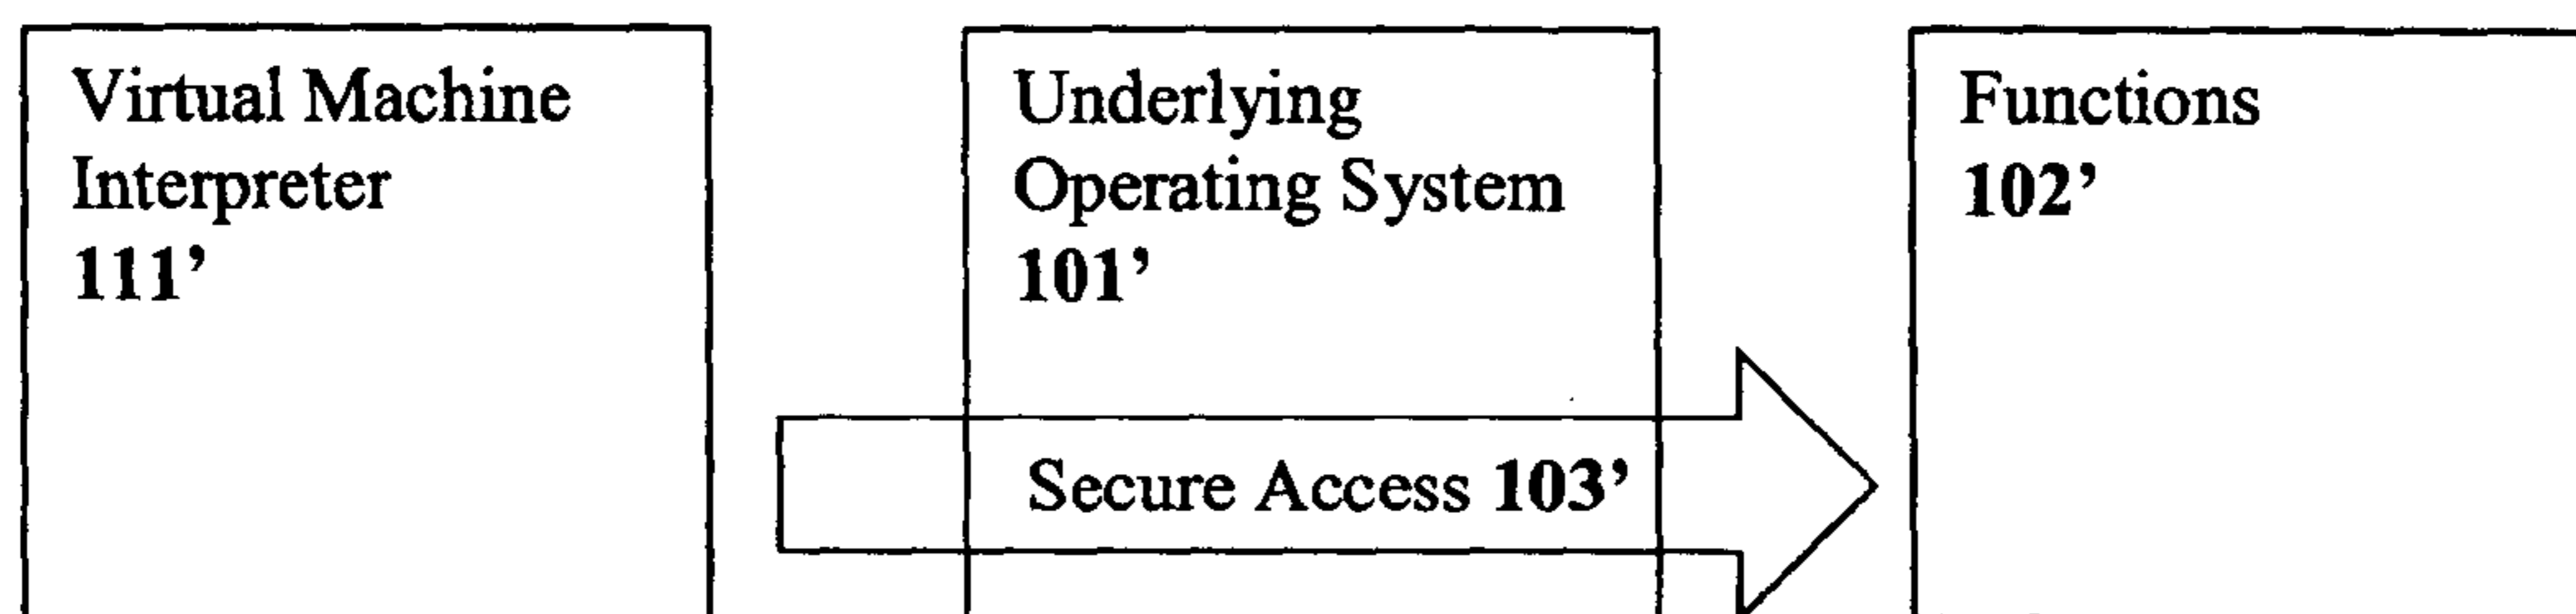 Virtual Machine
Interpreter
111’
Underlying
Operating System
101’
Secure Access 103’
Functions
102’